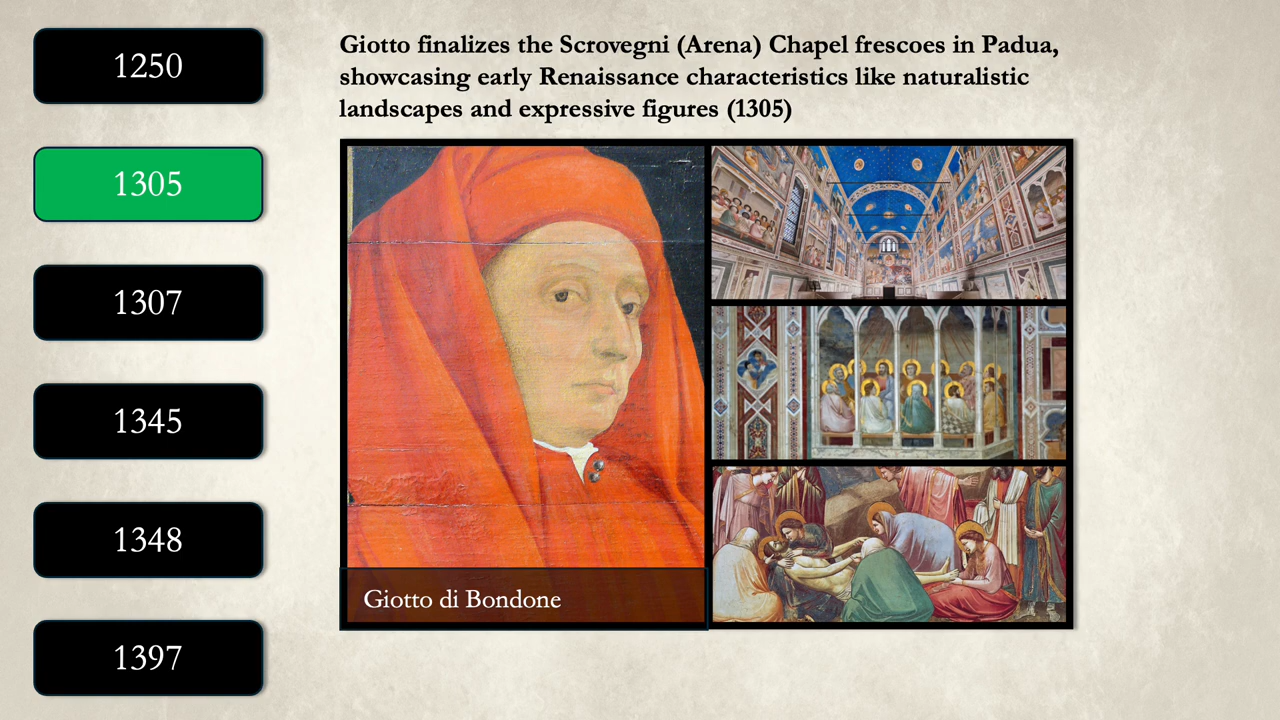 1250
1305
1307
1345
1348
1397
Giotto finalizes the Scrovegni (Arena) Chapel frescoes in Padua,
showcasing early Renaissance characteristics like naturalistic
landscapes and expressive figures (1305)
Giotto di Bondone